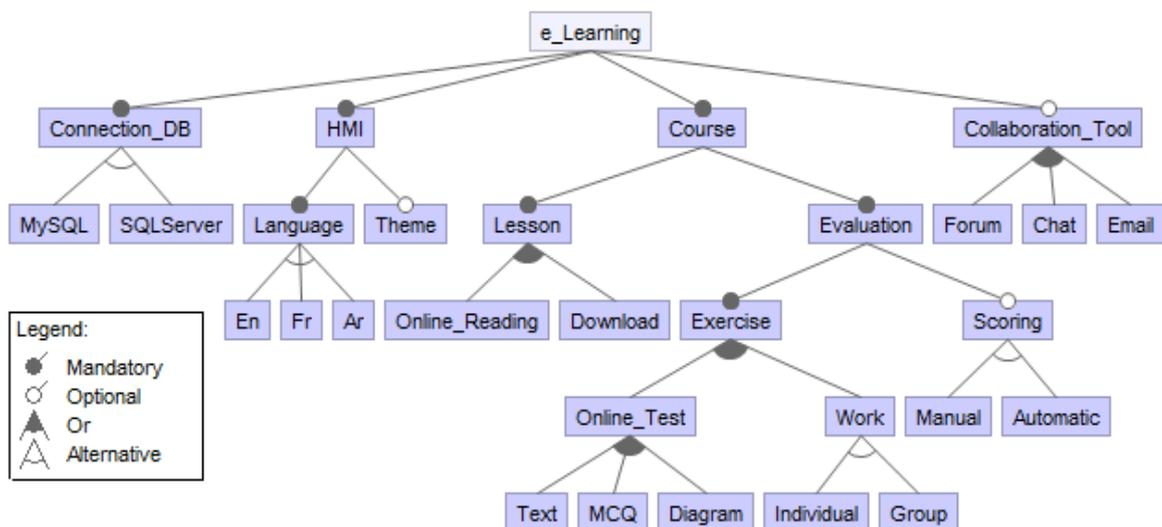 e_Learning
Connection_DB HMI Course Collaboration_Tool
MySQL SQLServer Language Theme Lesson Evaluation Forum Chat Email
En Fr Ar Online_Reading Download Exercise Scoring
Legend:
Mandatory
Optional
Or
Alternative
Online_Test Work Manual Automatic
Text MCQ Diagram Individual Group